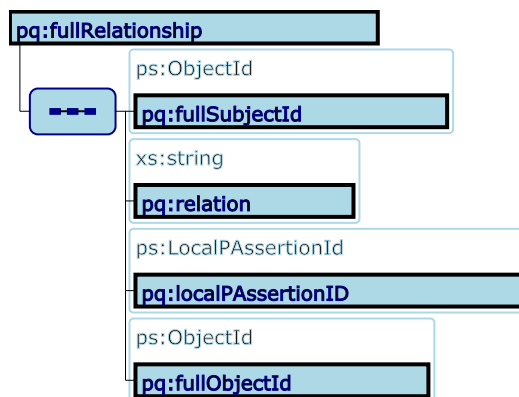 pq:fullRelationship
ps:ObjectId
pq:fullSubjectId
xs:string
pq:relation
ps:LocalPAssertionId
pq:localPAssertionID
ps:ObjectId
pq:fullObjectId